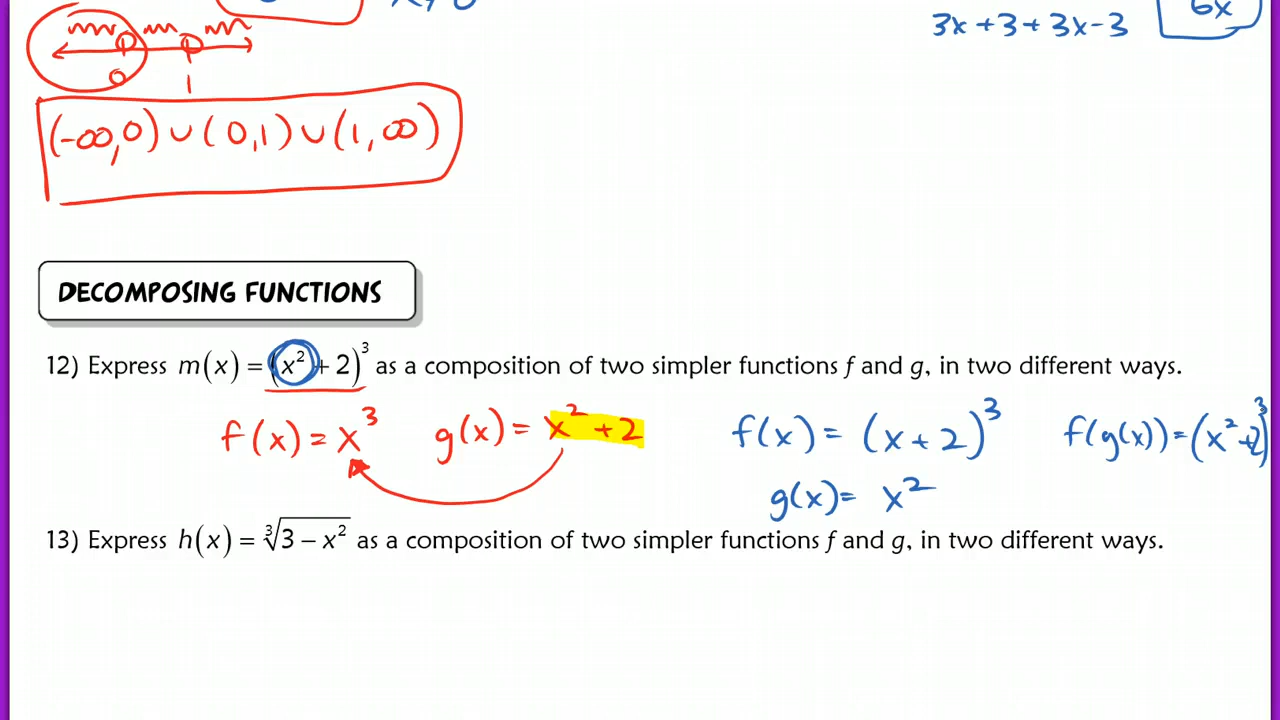 3x + 3 + 3x - 3
6x
0
1
(-∞,0) ∪ (0,1) ∪ (1,∞)
DECOMPOSING FUNCTIONS
12) Express m(x) = (x² + 2)³ as a composition of two simpler functions f and g, in two different ways.
f(x) = x³ g(x) = x² + 2 f(x) = (x + 2)³ f(g(x)) = (x² + 2)³
g(x) = x²
13) Express h(x) = ∛(3 – x²) as a composition of two simpler functions f and g, in two different ways.